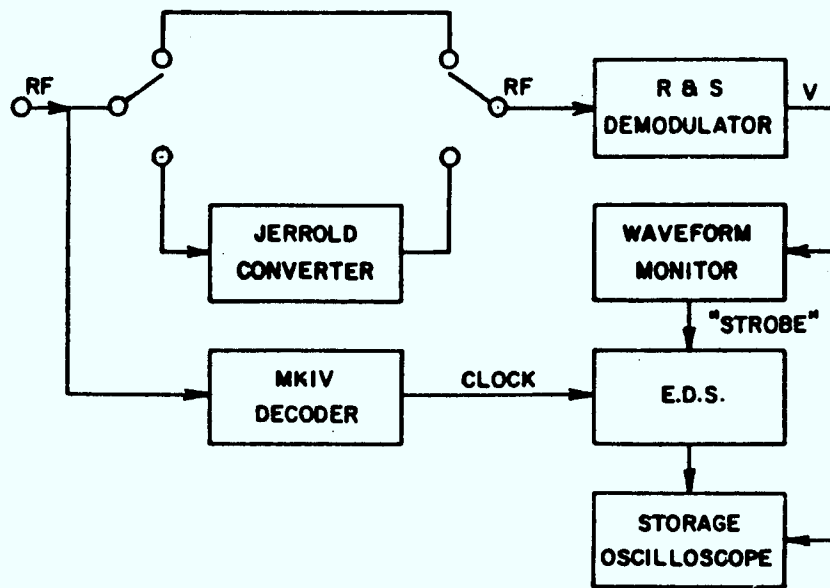 RF
RF
R & S
DEMODULATOR
V
JERROLD
CONVERTER
WAVEFORM
MONITOR
"STROBE"
MKIV
DECODER
CLOCK
E.D.S.
STORAGE
OSCILLOSCOPE